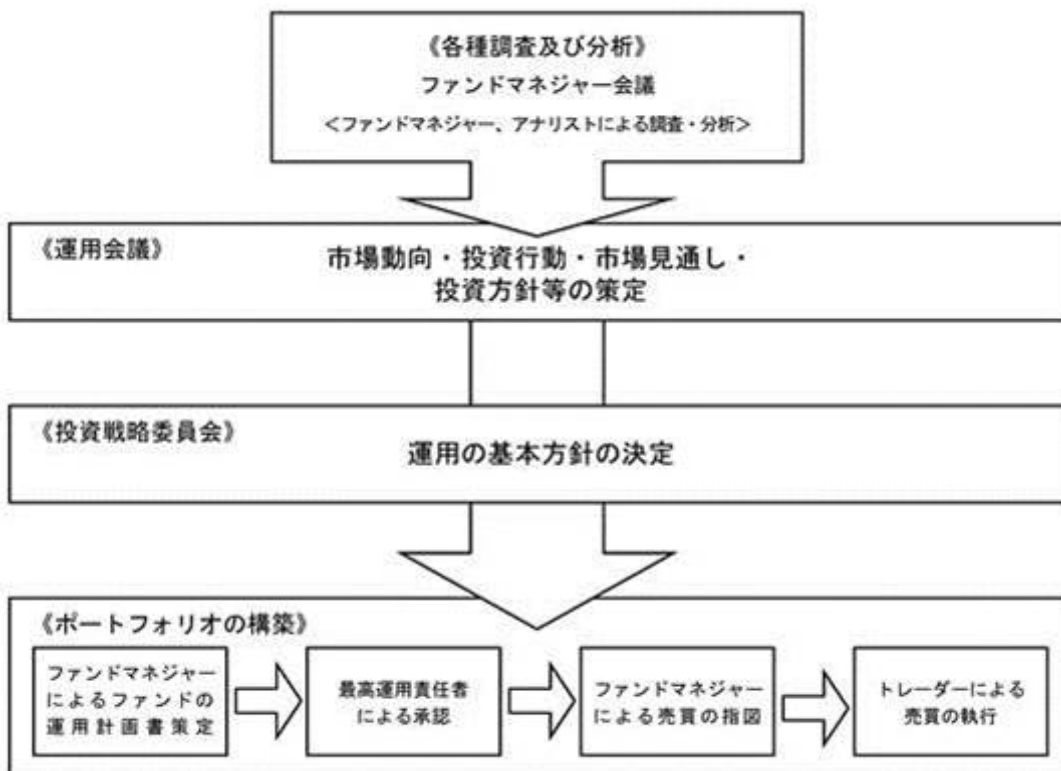 《各種調査及び分析》
ファンドマネジャー会議
＜ファンドマネジャー、アナリストによる調査・分析＞
《運用会議》
市場動向・投資行動・市場見通し・
投資方針等の策定
《投資戦略委員会》
運用の基本方針の決定
《ポートフォリオの構築》
ファンドマネジャー
によるファンドの
運用計画書策定
最高運用責任者
による承認
ファンドマネジャー
による売買の指図
トレーダーによる
売買の執行